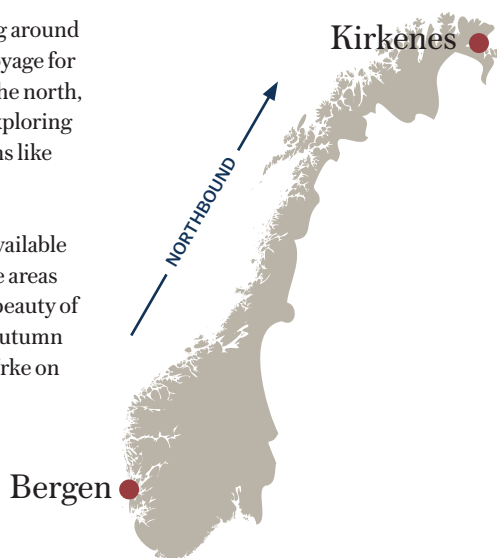 g around
yage for
he north,
xploring
ns like
vailable
e areas
beauty of
utumn
rke on
Kirkenes
NORTHBOUND
Bergen